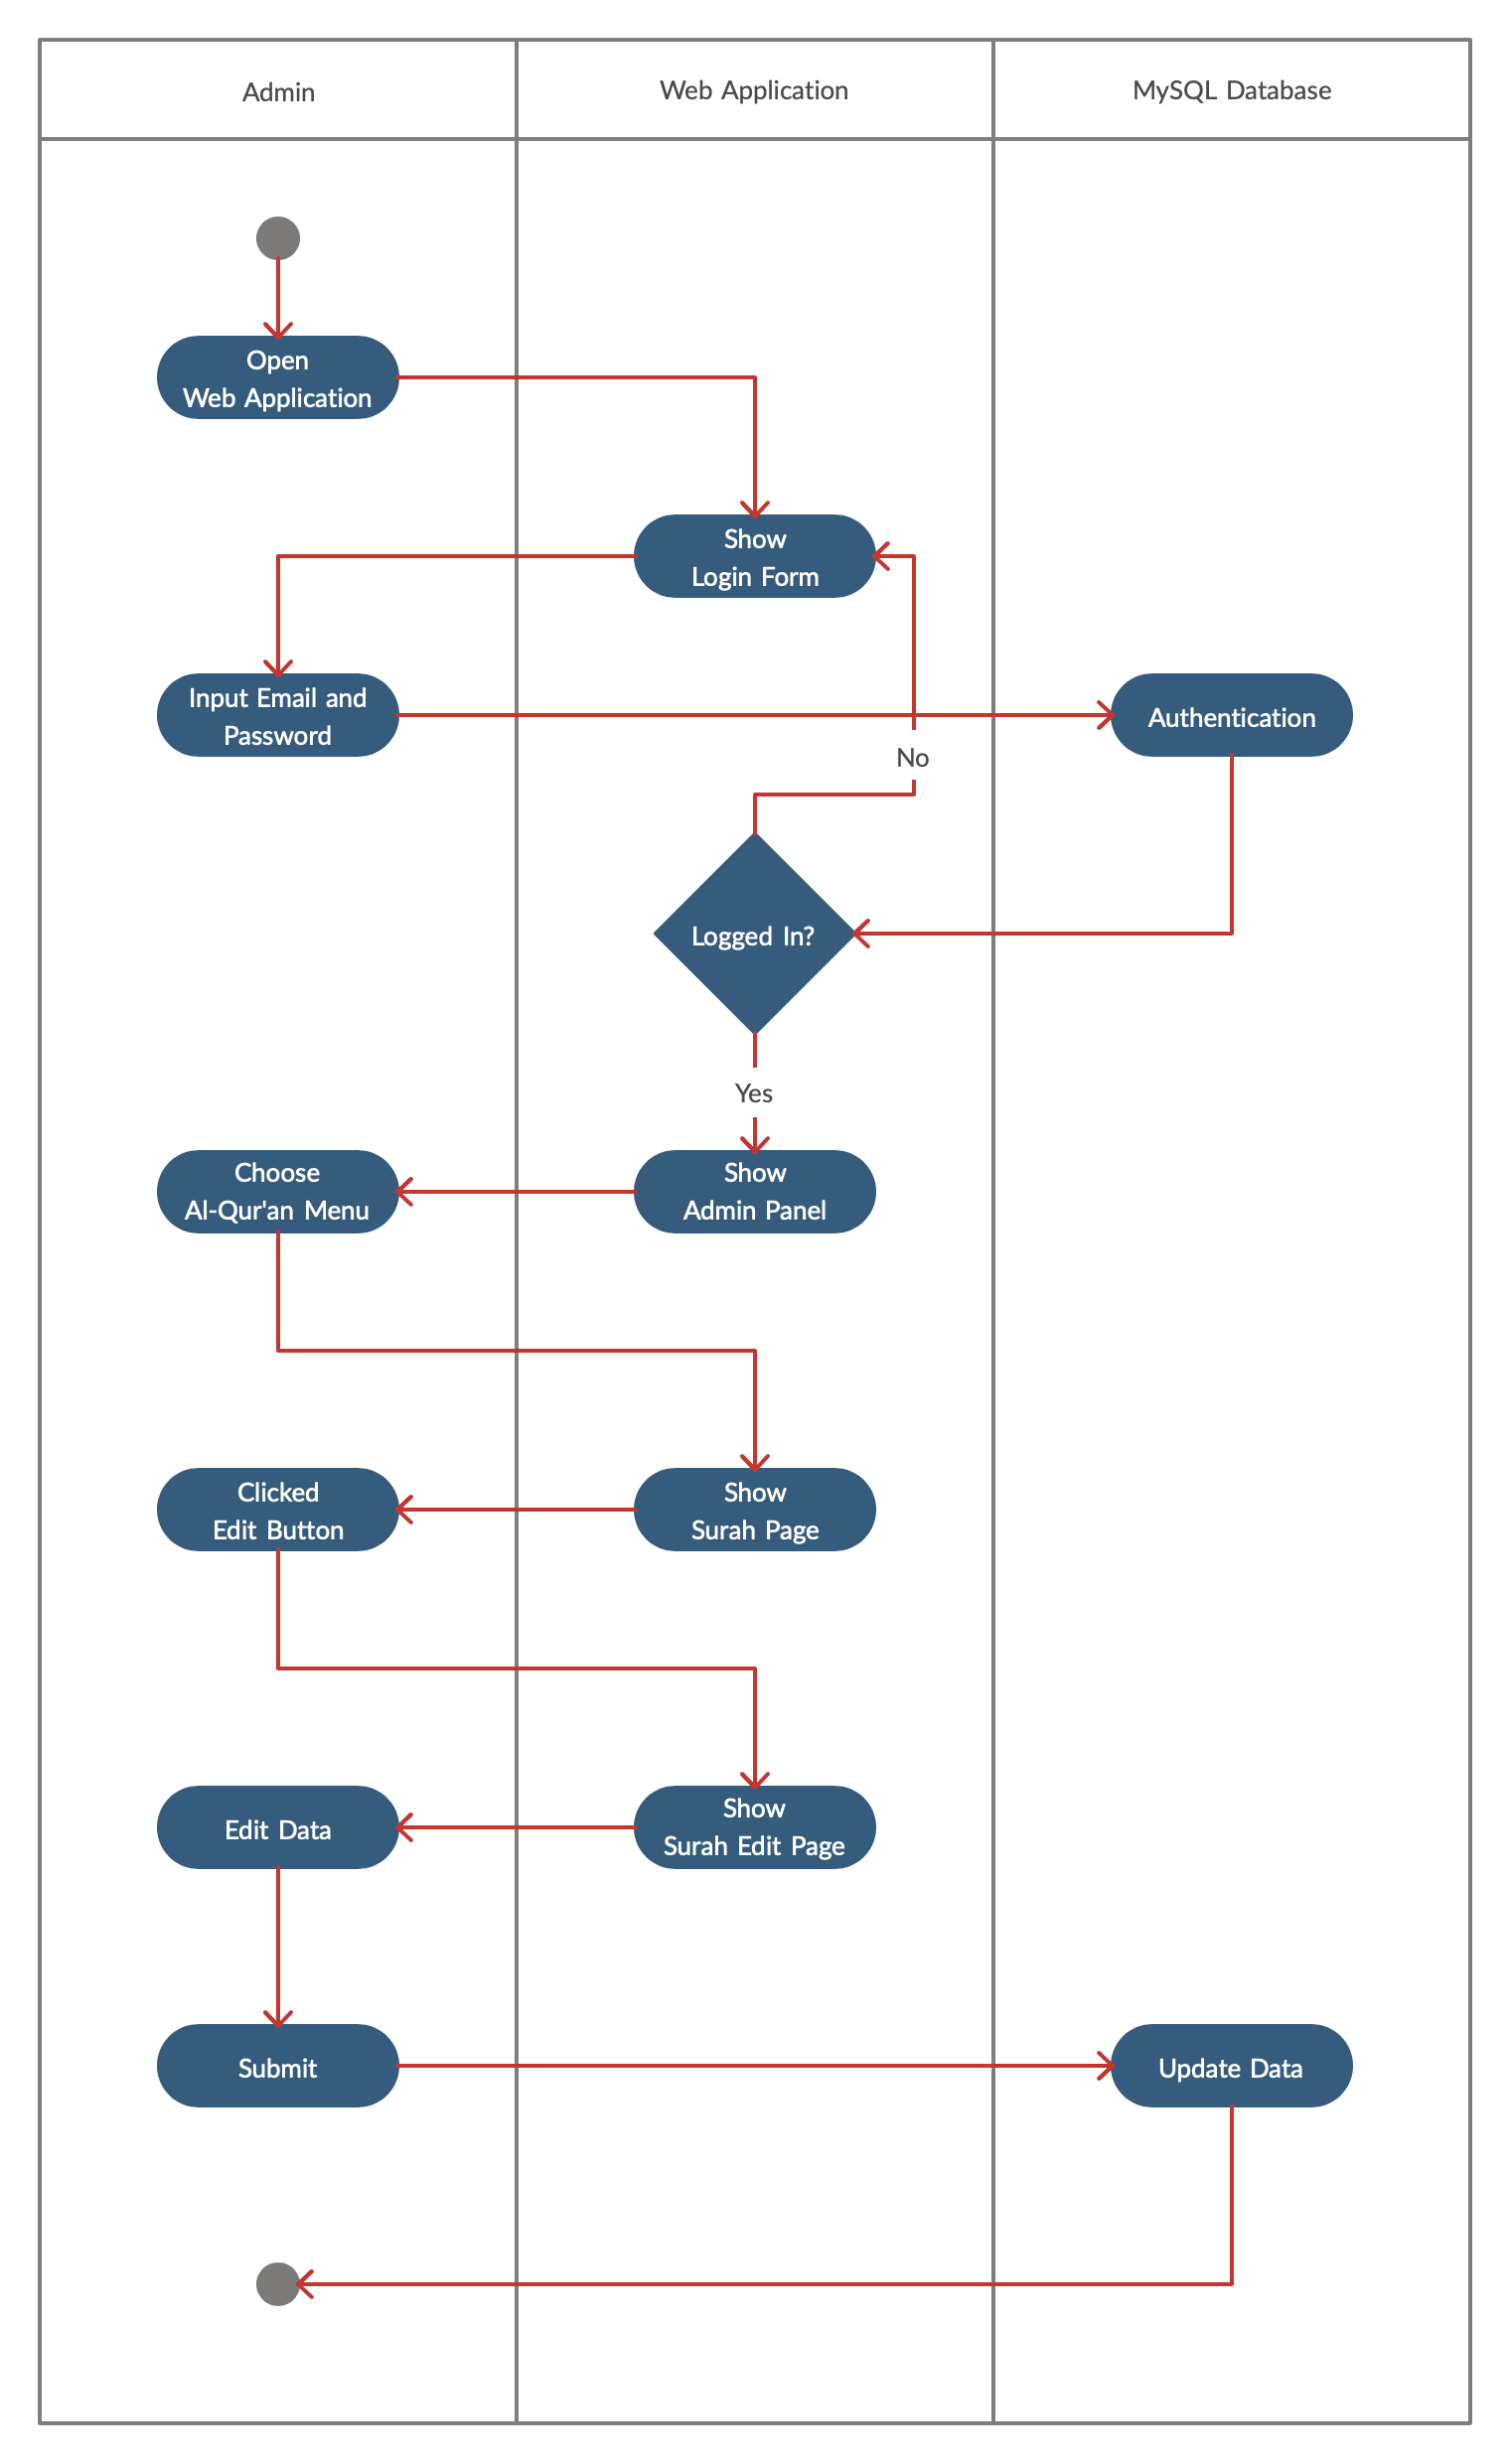 Admin
Web Application
MySQL Database
Open
Web Application
Show
Login Form
Input Email and
Password
Authentication
No
Logged In?
Yes
Choose
Al-Qur'an Menu
Show
Admin Panel
Clicked
Edit Button
Show
Surah Page
Edit Data
Show
Surah Edit Page
Submit
Update Data